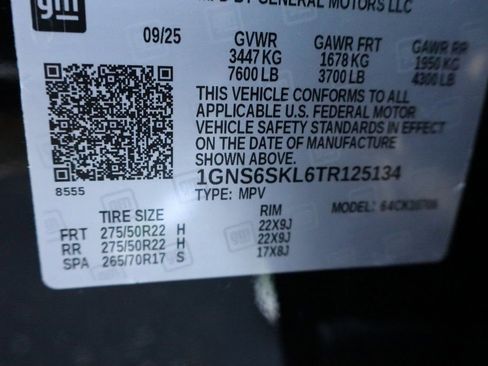 gm
MFD BY GENERAL MOTORS LLC
09/25 GVWR GAWR FRT GAWR RR
3447 KG 1678 KG 1950 KG
7600 LB 3700 LB 4300 LB
THIS VEHICLE CONFORMS TO ALL
APPLICABLE U.S. FEDERAL MOTOR
VEHICLE SAFETY STANDARDS IN EFFECT
ON THE DATE OF MANUFACTURE
SHOWN ABOVE.
8555
1GNS6SKL6TR125134
TYPE: MPV MODEL:
TIRE SIZE RIM
FRT 275/50R22 H 22X9J
RR 275/50R22 H 22X9J
SPA 265/70R17 S 17X8J